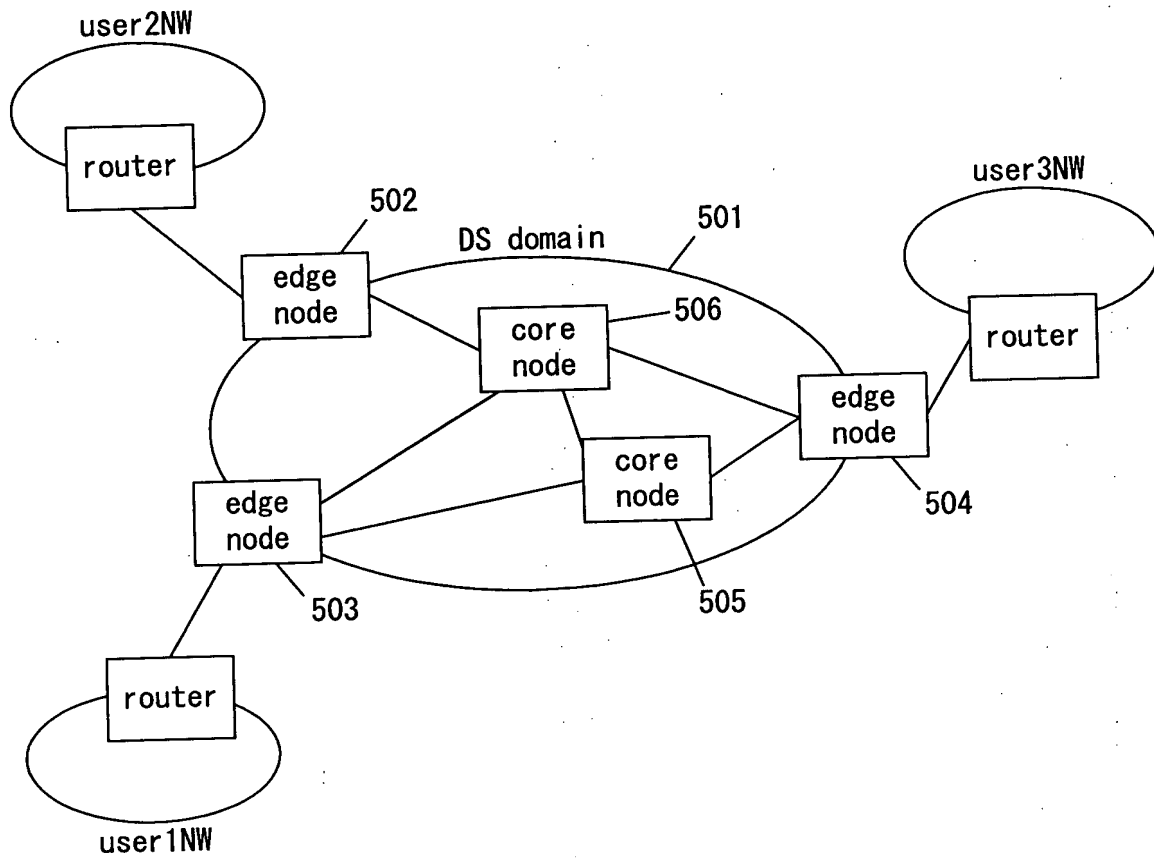 user2NW
router
502
DS domain
501
user3NW
edge
node
core
node
506
router
edge
node
504
core
node
505
edge
node
503
router
user1NW